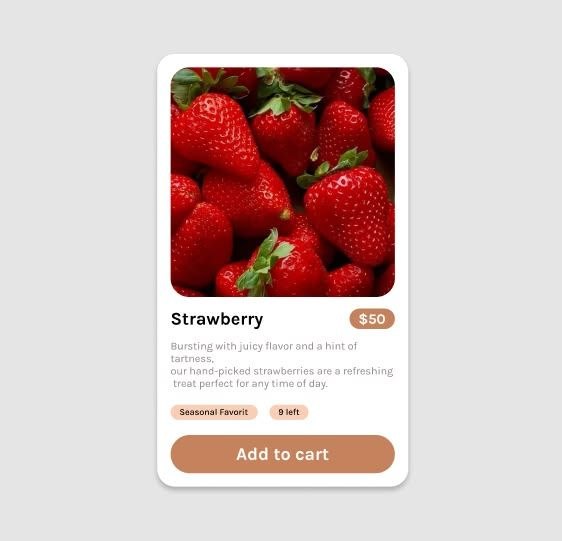 Strawberry
$50
Bursting with juicy flavor and a hint of
tartness,
our hand-picked strawberries are a refreshing
treat perfect for any time of day.
Seasonal Favorit
9 left
Add to cart